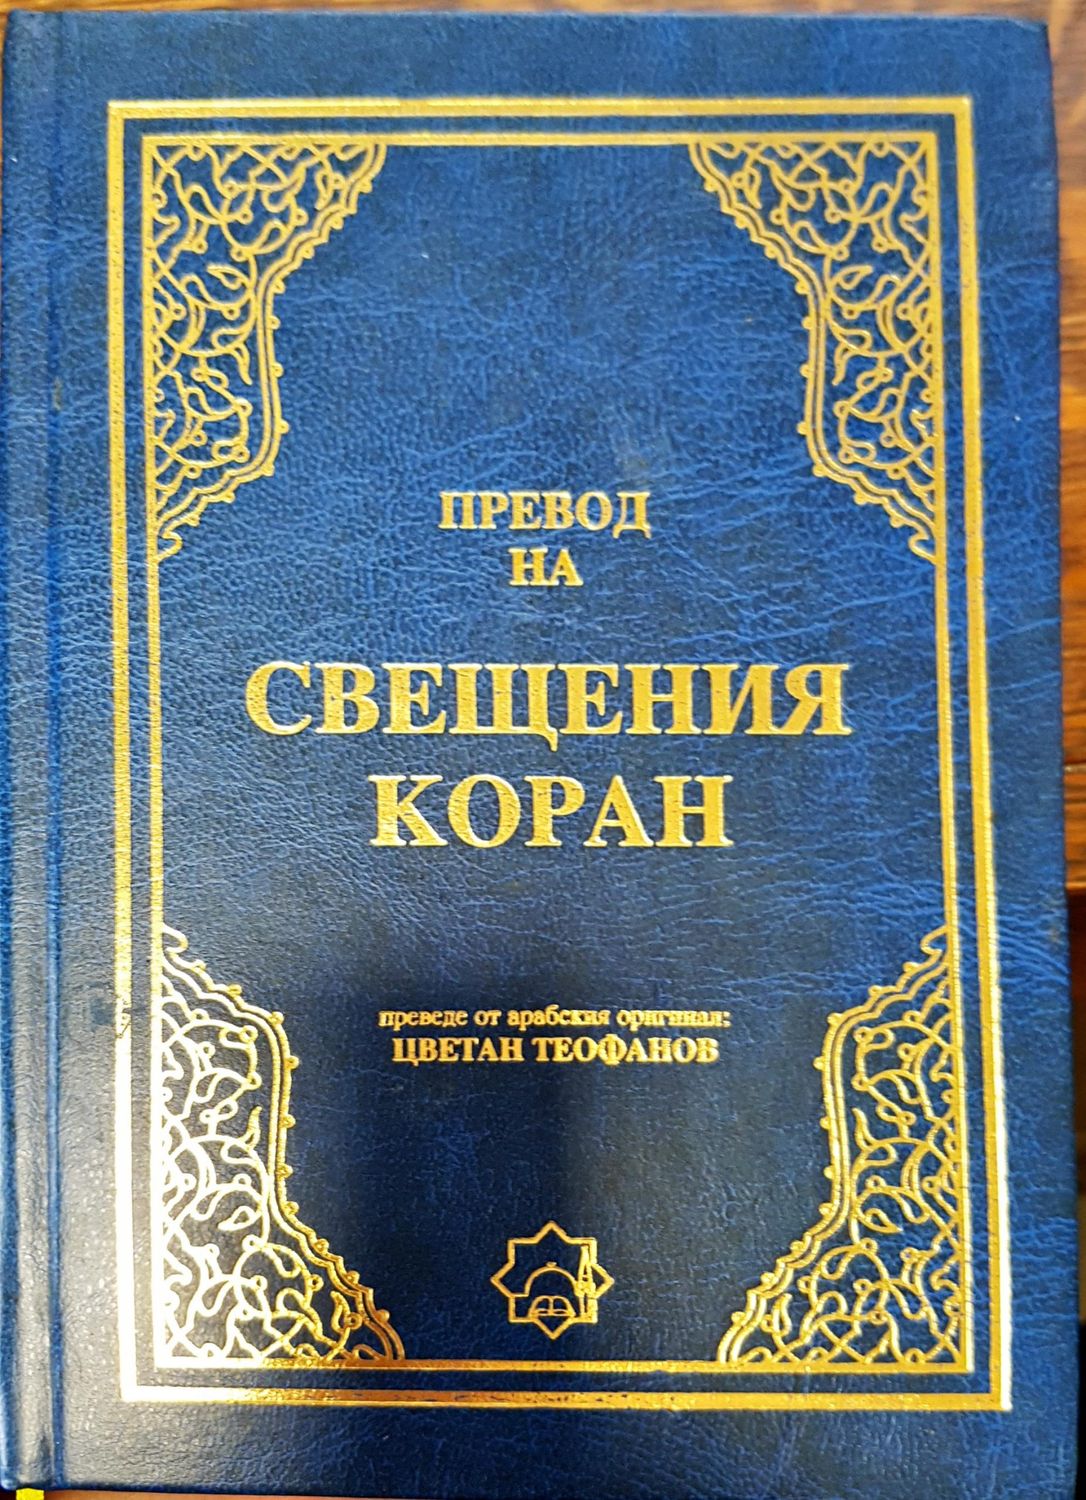 ПРЕВОД
НА
СВЕЩЕНИЯ
КОРАН
преведе от арабския оригинал:
ЦВЕТАН ТЕОФАНОВ